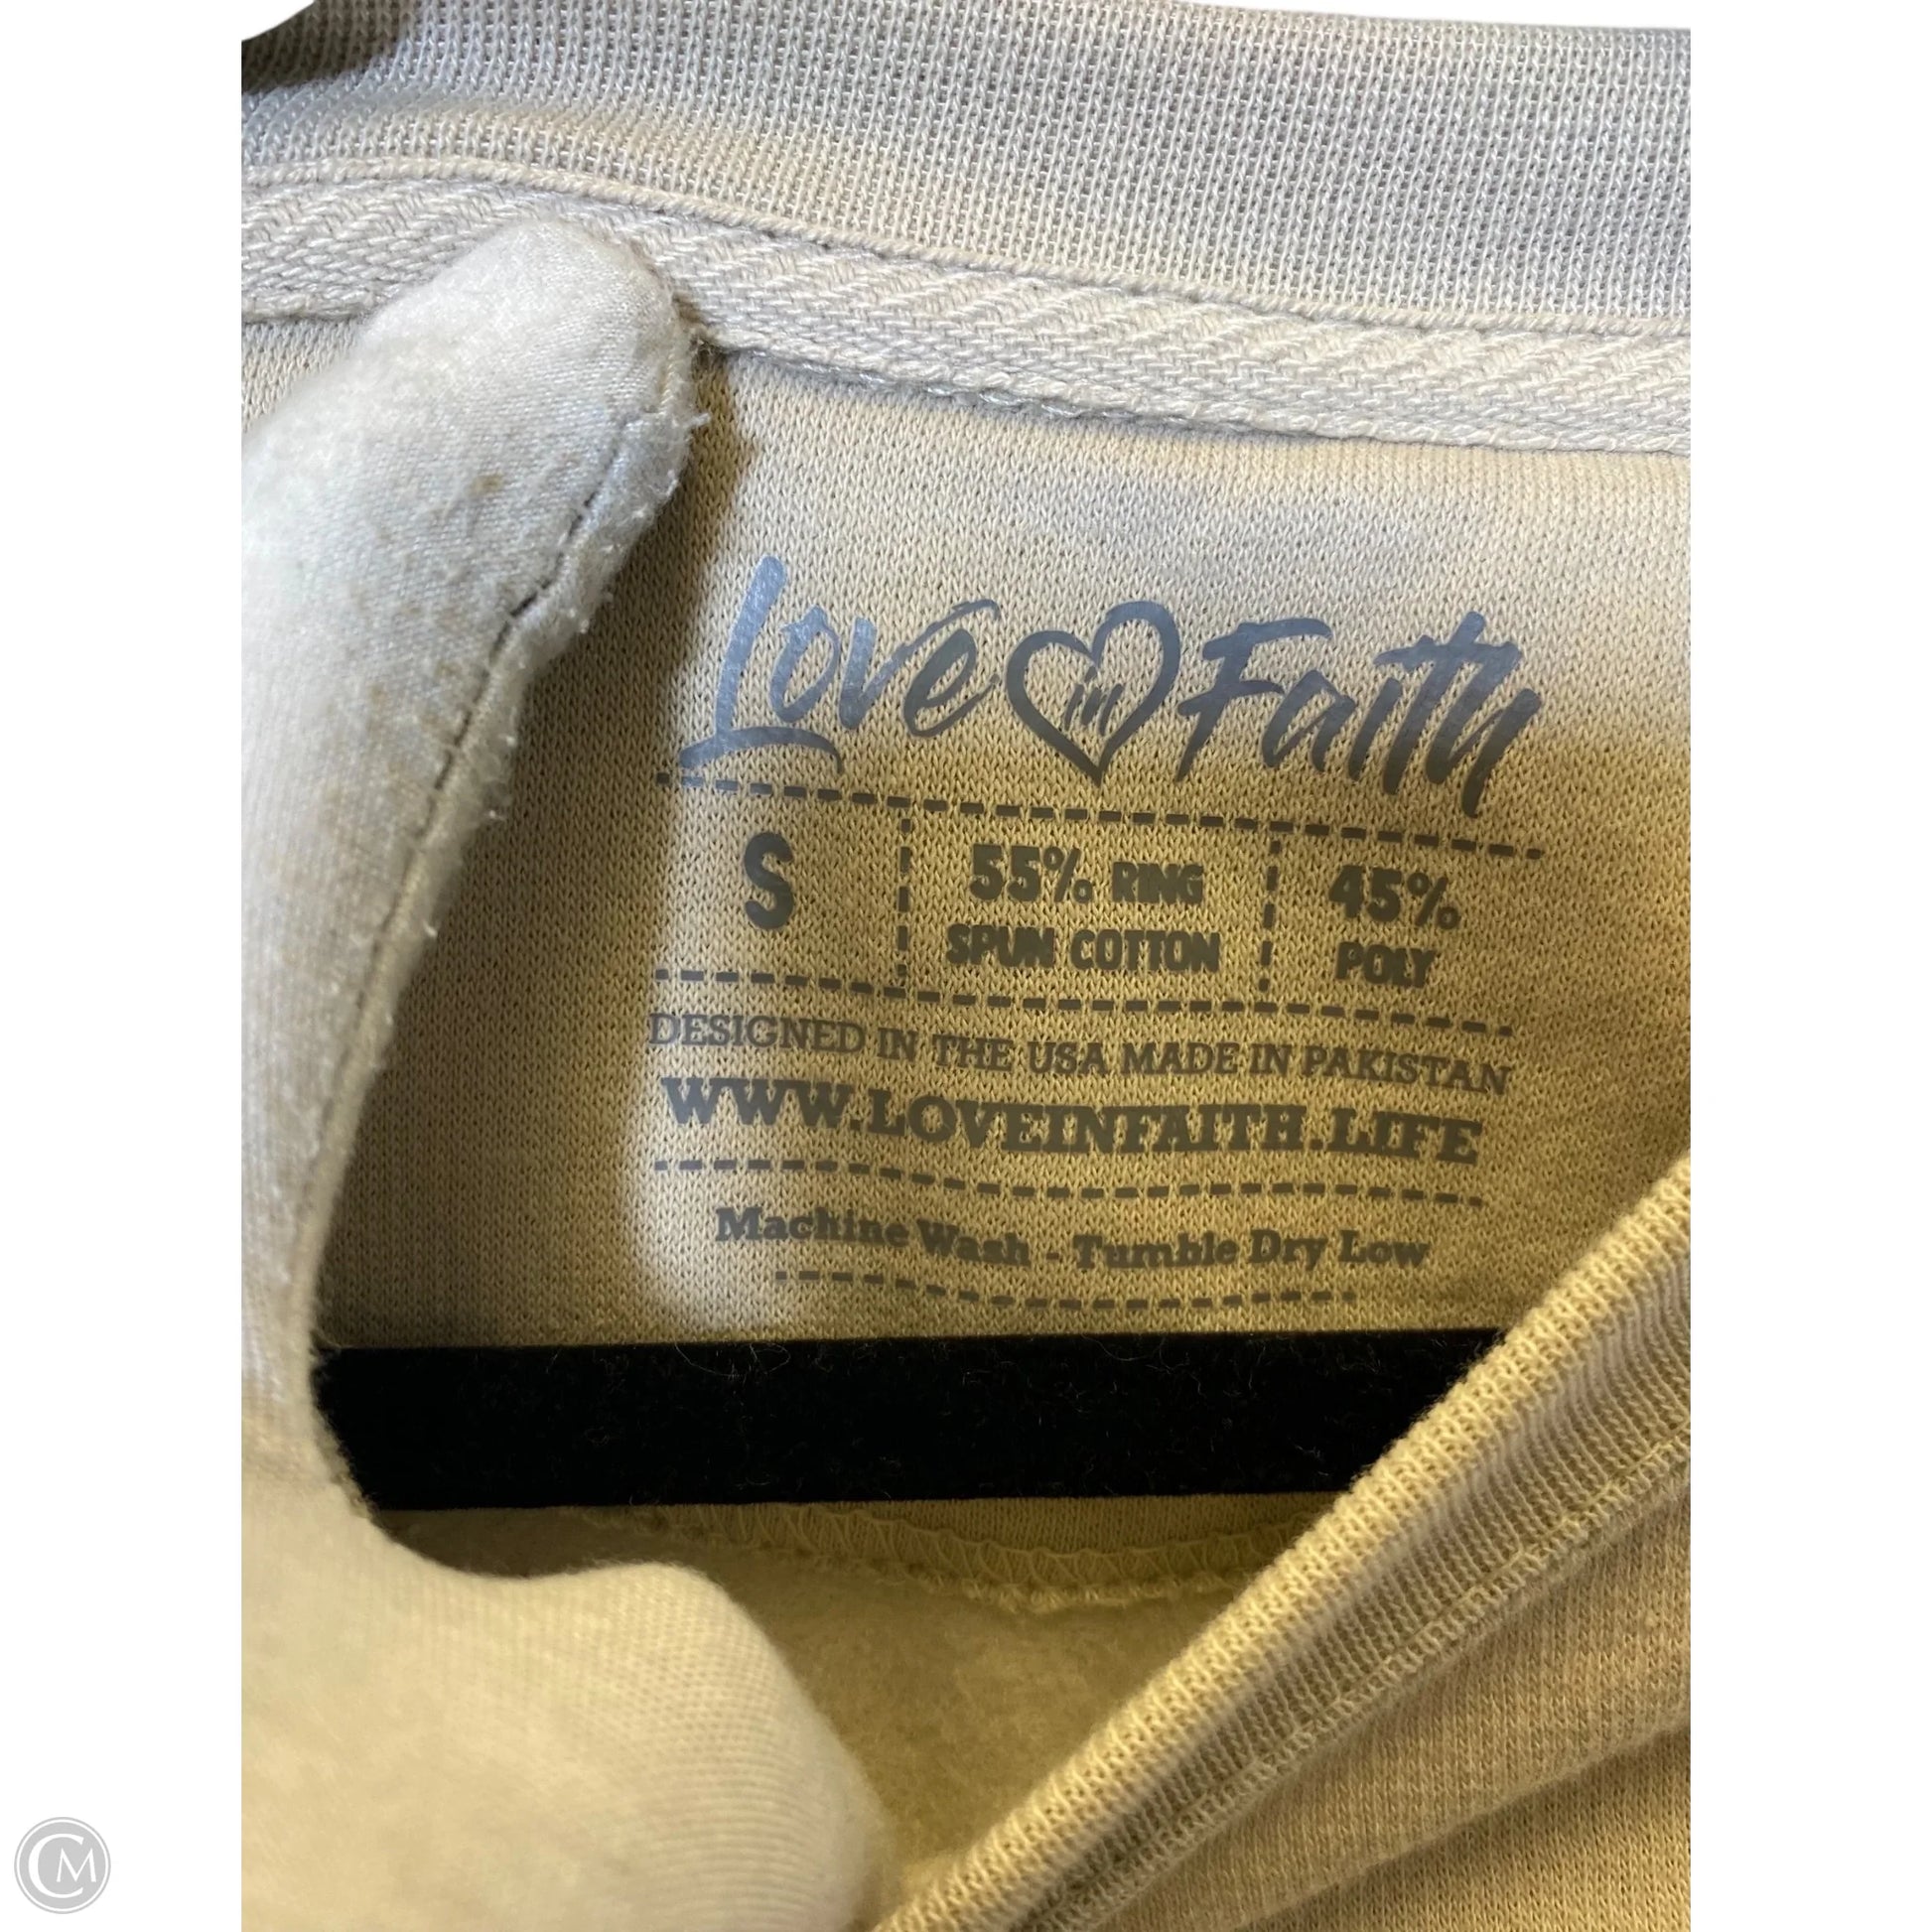 Love in Faith
S
55% RING
SPUN COTTON
45%
POLY
DESIGNED IN THE USA MADE IN PAKISTAN
WWW.LOVEINFAITH.LIFE
Machine Wash - Tumble Dry Low
CM